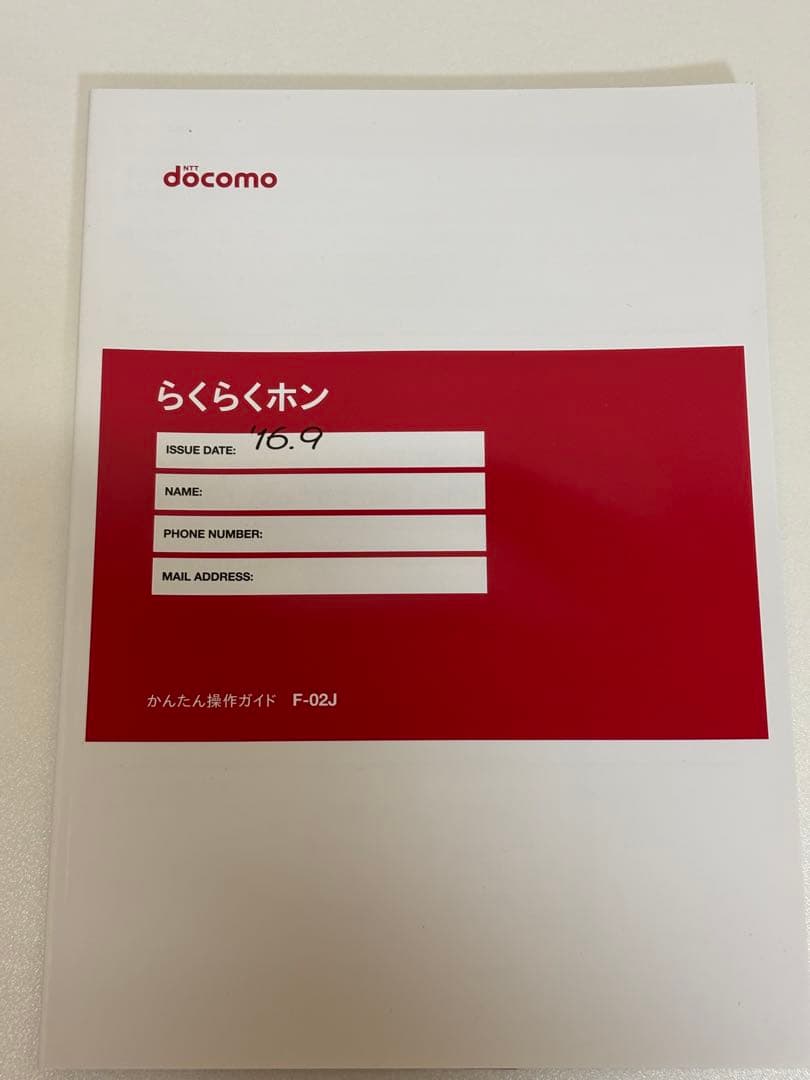 NTT
docomo
らくらくホン
ISSUE DATE: '16.9
NAME:
PHONE NUMBER:
MAIL ADDRESS:
かんたん操作ガイド F-02J